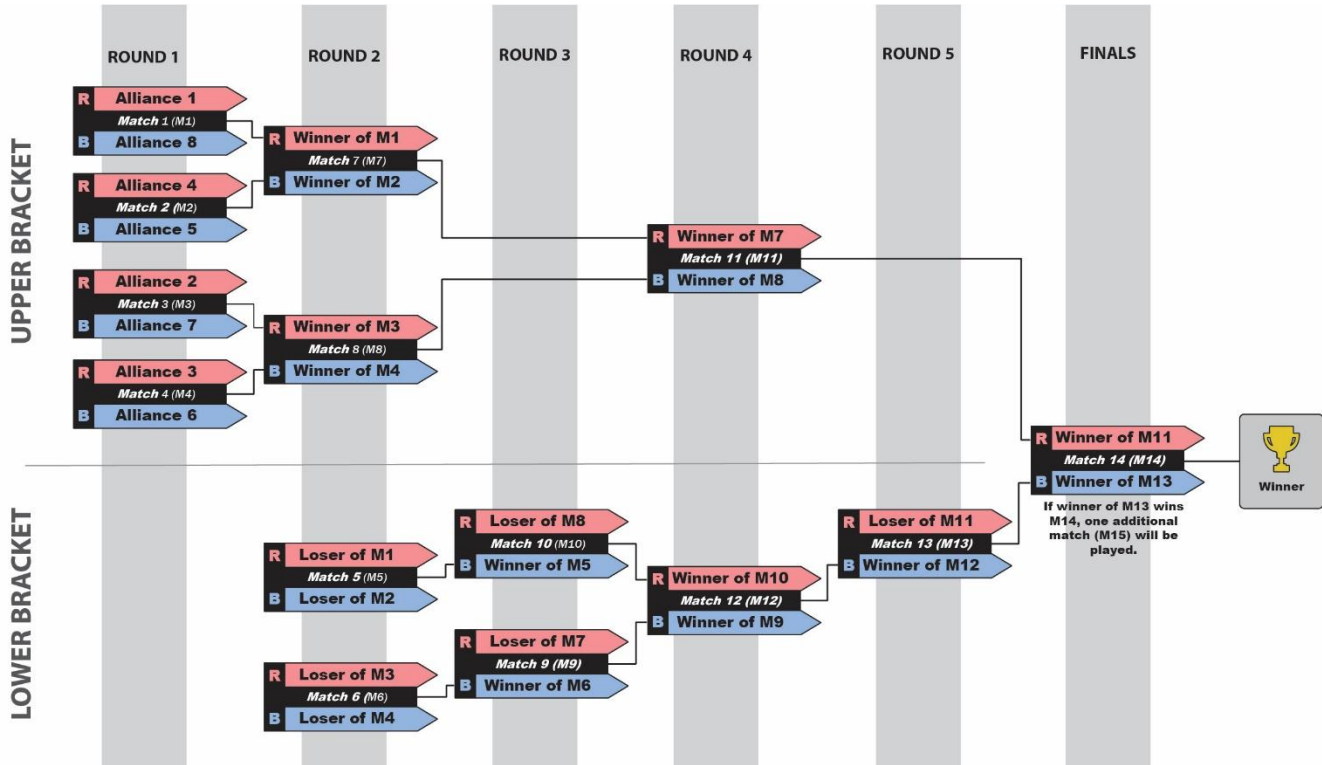 ROUND 1
ROUND 2
ROUND 3
ROUND 4
ROUND 5
FINALS
UPPER BRACKET
R Alliance 1
Match 1 (M1)
B Alliance 8
R Alliance 4
Match 2 (M2)
B Alliance 5
R Alliance 2
Match 3 (M3)
B Alliance 7
R Alliance 3
Match 4 (M4)
B Alliance 6
R Winner of M1
Match 7 (M7)
B Winner of M2
R Winner of M3
Match 8 (M8)
B Winner of M4
R Winner of M7
Match 11 (M11)
B Winner of M8
LOWER BRACKET
R Loser of M1
Match 5 (M5)
B Loser of M2
R Loser of M3
Match 6 (M6)
B Loser of M4
R Loser of M8
Match 10 (M10)
B Winner of M5
R Loser of M7
Match 9 (M9)
B Winner of M6
R Winner of M10
Match 12 (M12)
B Winner of M9
R Loser of M11
Match 13 (M13)
B Winner of M12
R Winner of M11
Match 14 (M14)
B Winner of M13
If winner of M13 wins
M14, one additional
match (M15) will be
played.
Winner